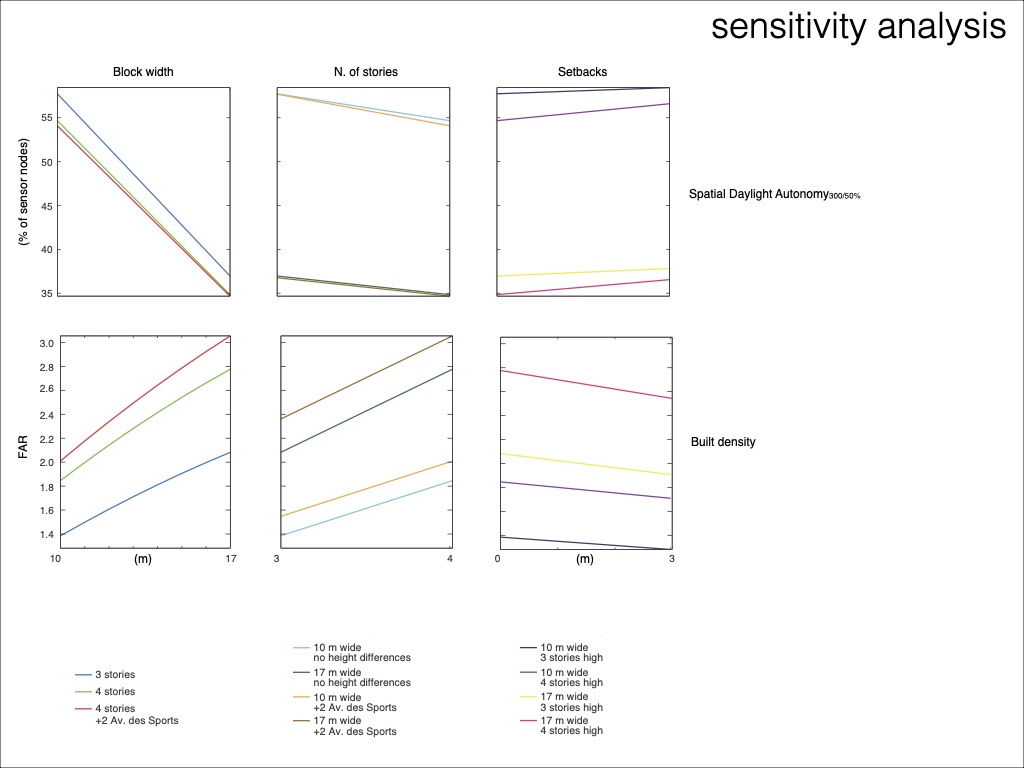 sensitivity analysis
Block width
N. of stories
Setbacks
(% of sensor nodes)
55
50
45
40
35
Spatial Daylight Autonomy300/50%
FAR
3.0
2.8
2.6
2.4
2.2
2.0
1.8
1.6
1.4
Built density
10
(m)
17
3
4
0
(m)
3
3 stories
4 stories
4 stories
+2 Av. des Sports
10 m wide
no height differences
17 m wide
no height differences
10 m wide
+2 Av. des Sports
17 m wide
+2 Av. des Sports
10 m wide
3 stories high
10 m wide
4 stories high
17 m wide
3 stories high
17 m wide
4 stories high